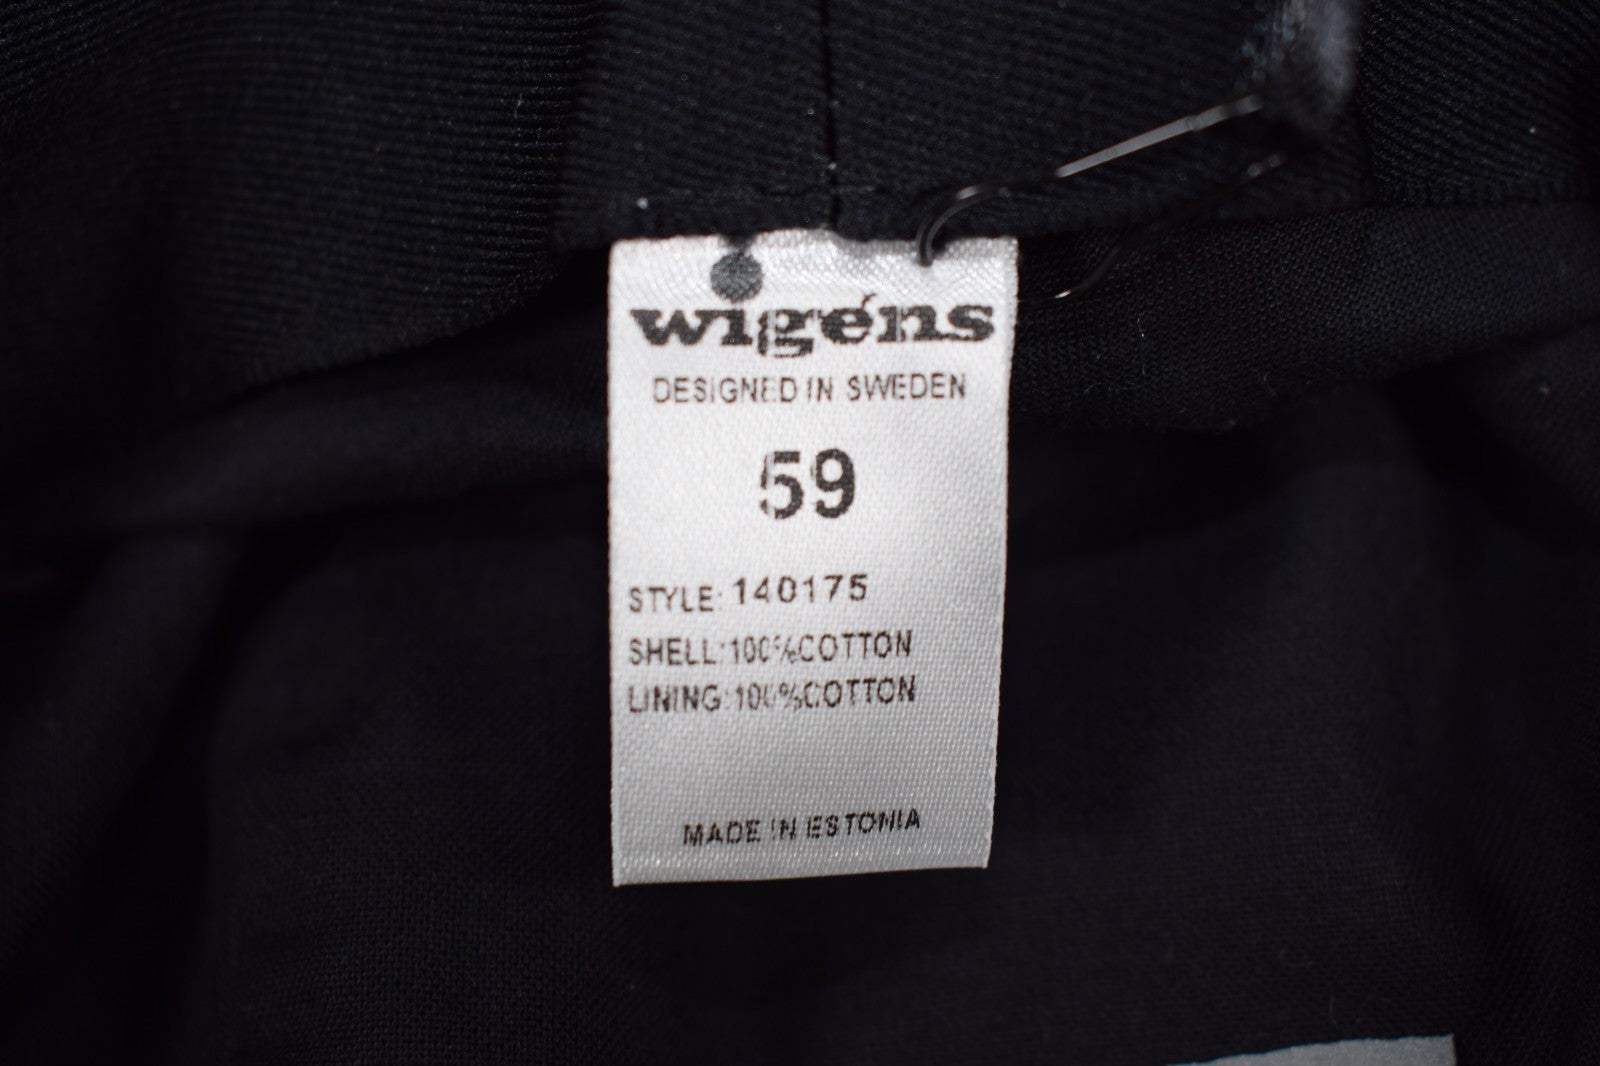 wigéns
DESIGNED IN SWEDEN
59
STYLE: 140175
SHELL:100%COTTON
LINING:100%COTTON
MADE IN ESTONIA